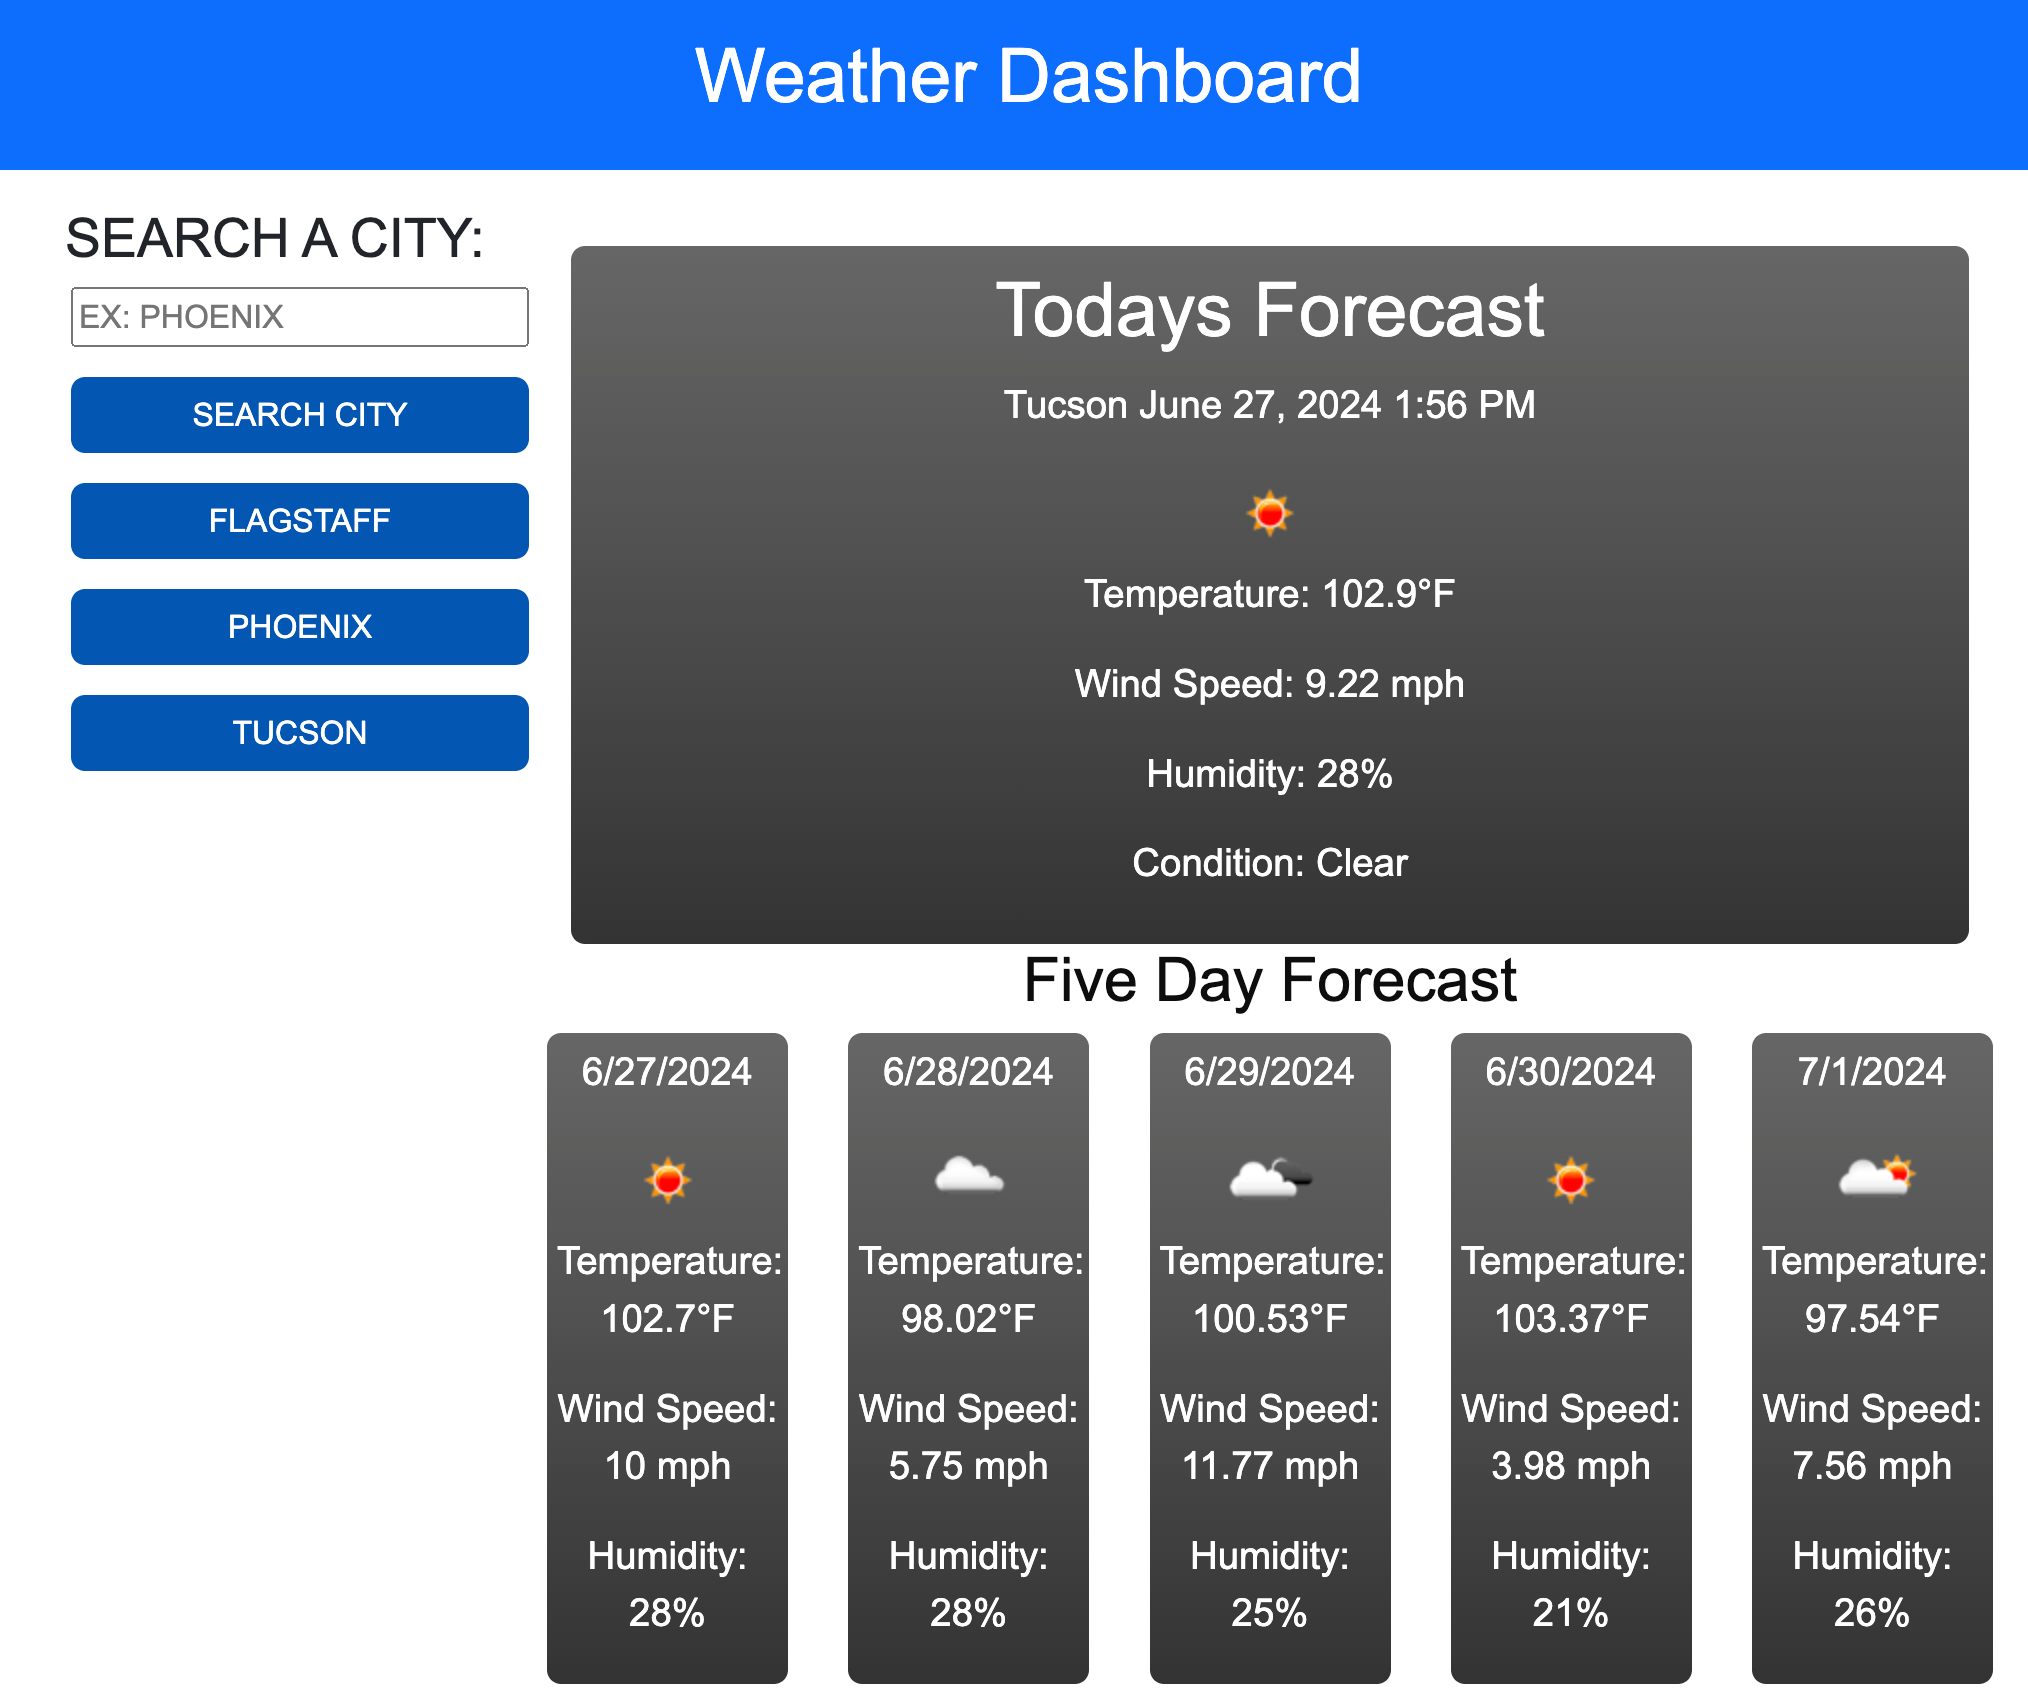 Weather Dashboard
SEARCH A CITY:
EX: PHOENIX
SEARCH CITY
FLAGSTAFF
PHOENIX
TUCSON
Todays Forecast
Tucson June 27, 2024 1:56 PM
Temperature: 102.9°F
Wind Speed: 9.22 mph
Humidity: 28%
Condition: Clear
Five Day Forecast
6/27/2024
Temperature:
102.7°F
Wind Speed:
10 mph
Humidity:
28%
6/28/2024
Temperature:
98.02°F
Wind Speed:
5.75 mph
Humidity:
28%
6/29/2024
Temperature:
100.53°F
Wind Speed:
11.77 mph
Humidity:
25%
6/30/2024
Temperature:
103.37°F
Wind Speed:
3.98 mph
Humidity:
21%
7/1/2024
Temperature:
97.54°F
Wind Speed:
7.56 mph
Humidity:
26%